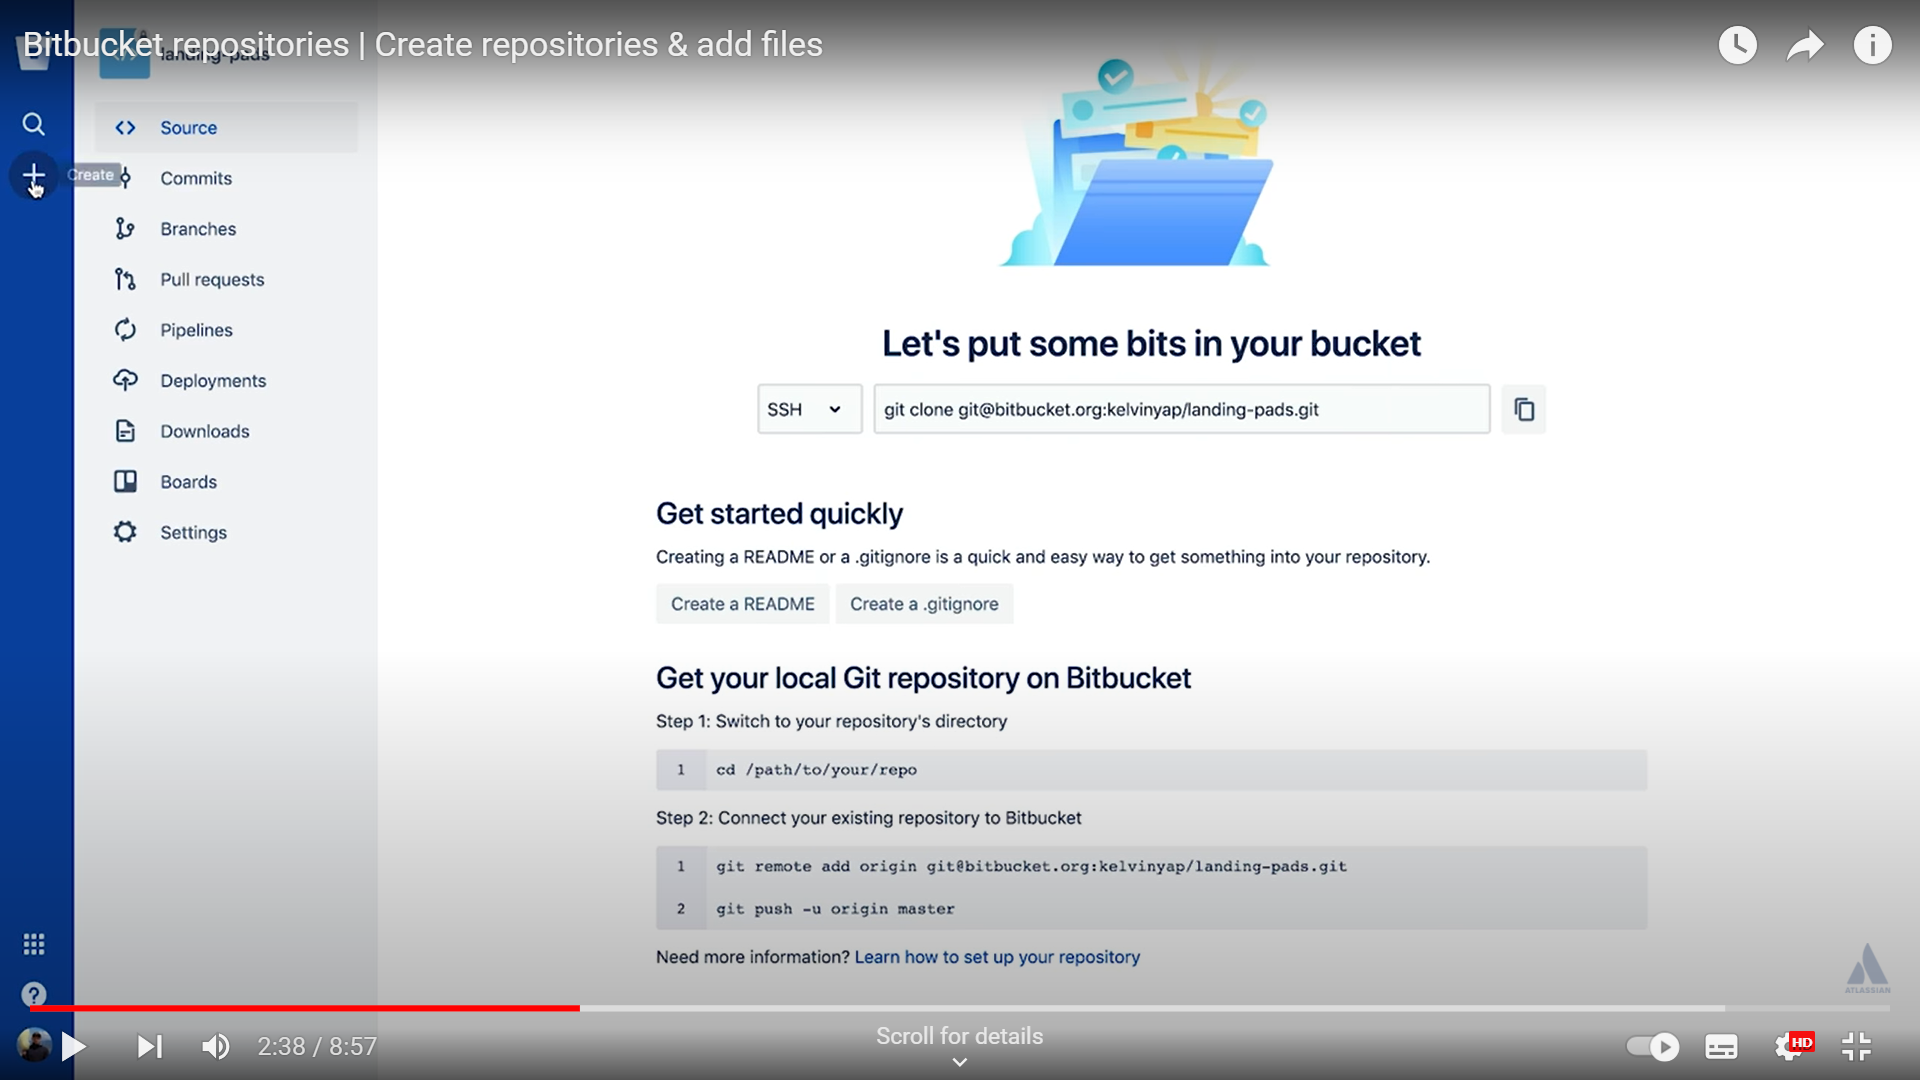 Bitbucket repositories | Create repositories & add files
landing-pads
Source
Create
Commits
Branches
Pull requests
Pipelines
Deployments
Downloads
Boards
Settings
Let's put some bits in your bucket
SSH
git clone git@bitbucket.org:kelvinyap/landing-pads.git
Get started quickly
Creating a README or a .gitignore is a quick and easy way to get something into your repository.
Create a README
Create a .gitignore
Get your local Git repository on Bitbucket
Step 1: Switch to your repository's directory
1 cd /path/to/your/repo
Step 2: Connect your existing repository to Bitbucket
1 git remote add origin git@bitbucket.org:kelvinyap/landing-pads.git
2 git push -u origin master
Need more information? Learn how to set up your repository
ATLASSIAN
2:38 / 8:57
Scroll for details
HD